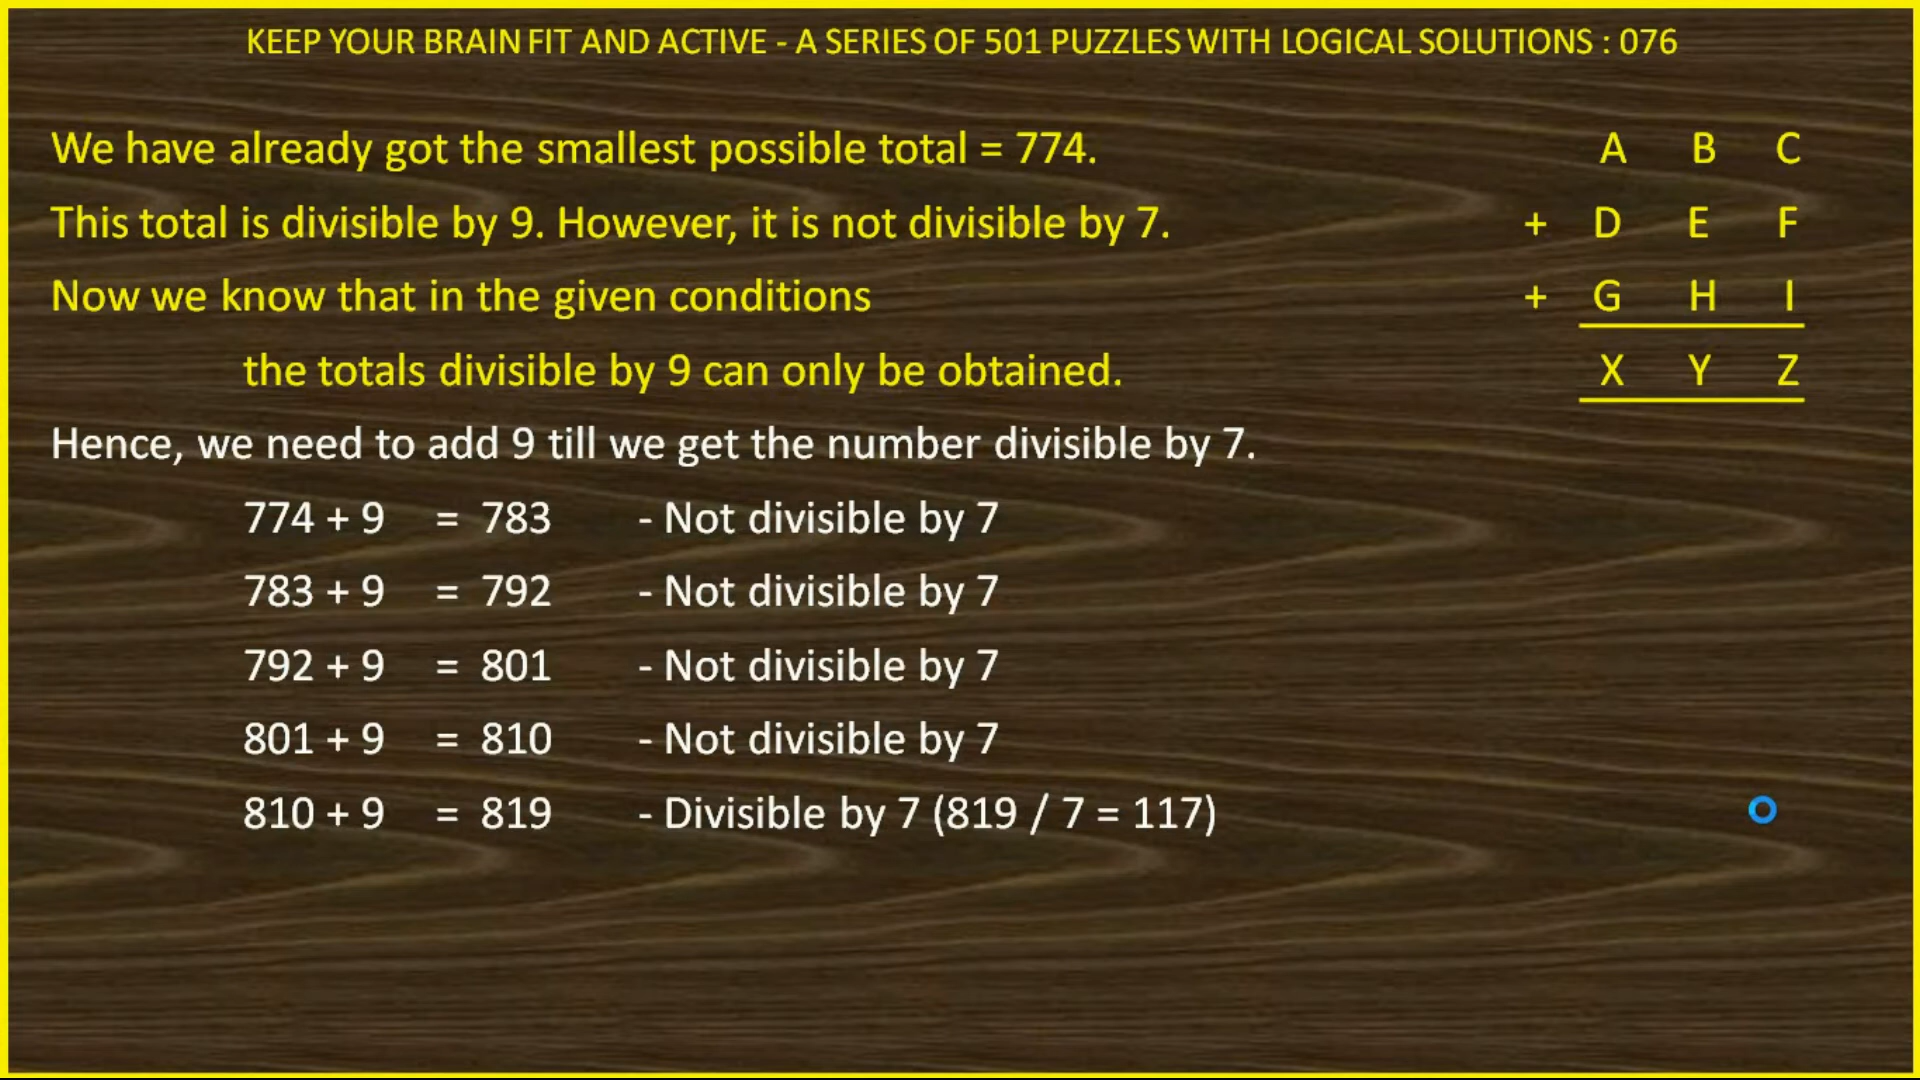 KEEP YOUR BRAIN FIT AND ACTIVE - A SERIES OF 501 PUZZLES WITH LOGICAL SOLUTIONS : 076
We have already got the smallest possible total = 774.
This total is divisible by 9. However, it is not divisible by 7.
Now we know that in the given conditions
the totals divisible by 9 can only be obtained.
Hence, we need to add 9 till we get the number divisible by 7.
774 + 9 = 783 - Not divisible by 7
783 + 9 = 792 - Not divisible by 7
792 + 9 = 801 - Not divisible by 7
801 + 9 = 810 - Not divisible by 7
810 + 9 = 819 - Divisible by 7 (819 / 7 = 117)
A B C
+ D E F
+ G H I
X Y Z